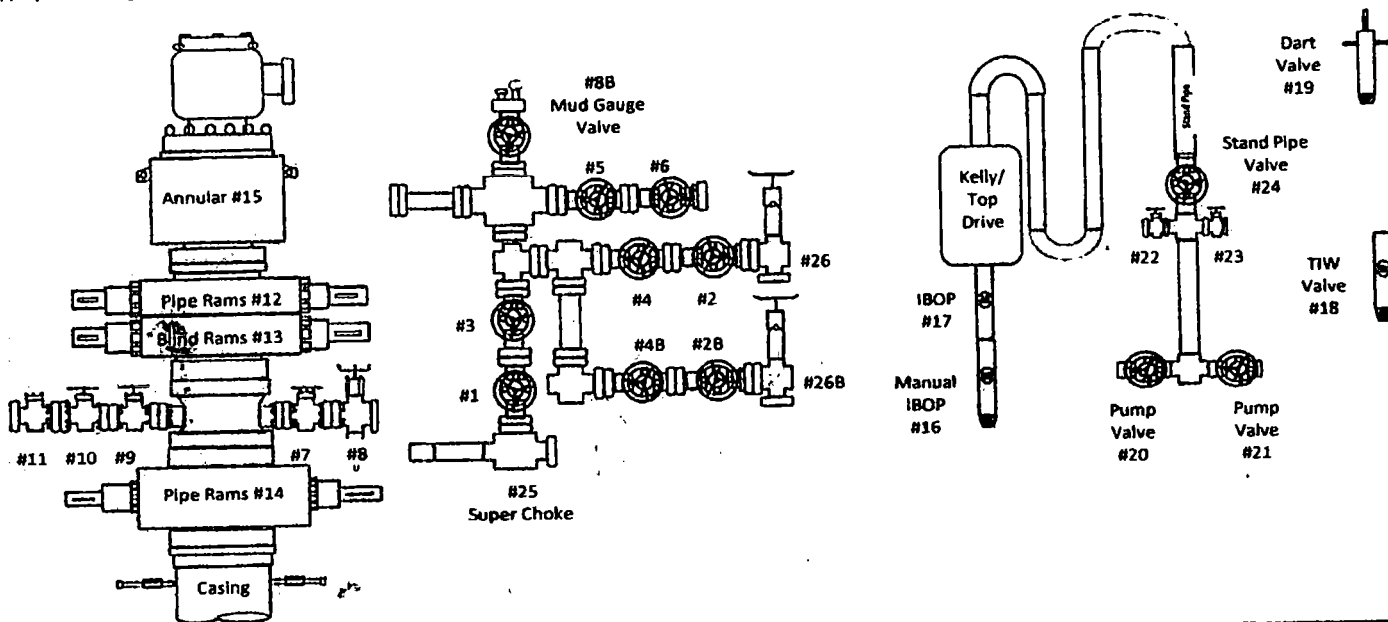 Annular #15
Pipe Rams #12
Blind Rams #13
#11
#10
#9
#7
#8
Pipe Rams #14
Casing
#8B
Mud Gauge
Valve
#5
#6
#4
#2
#26
#3
#4B
#2B
#26B
#1
#25
Super Choke
Kelly/
Top
Drive
IBOP
#17
Manual
IBOP
#16
Stand Pipe
Stand Pipe
Valve
#24
#22
#23
Pump
Valve
#20
Pump
Valve
#21
Dart
Valve
#19
TIW
Valve
#18